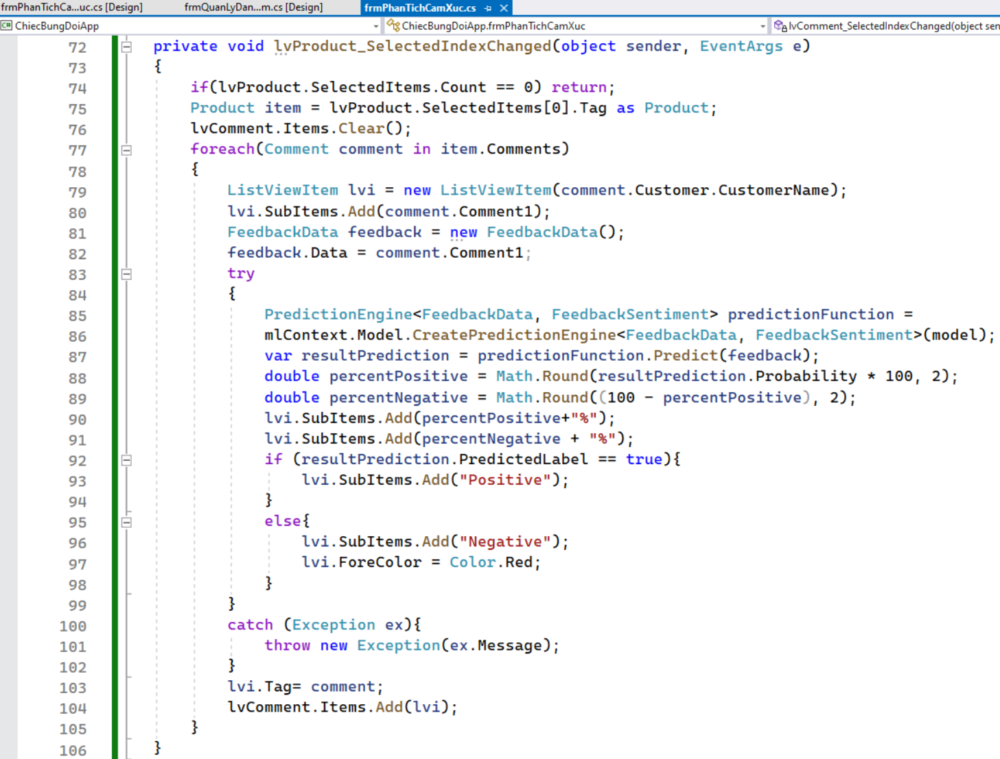 frmPhanTichCa...uc.cs [Design] frmQuanLyDan...m.cs [Design] frmPhanTichCamXuc.cs
C# ChiecBungDoiApp ChiecBungDoiApp.frmPhanTichCamXuc lvComment_SelectedIndexChanged(object sen
72 private void lvProduct_SelectedIndexChanged(object sender, EventArgs e)
73 {
74 if(lvProduct.SelectedItems.Count == 0) return;
75 Product item = lvProduct.SelectedItems[0].Tag as Product;
76 lvComment.Items.Clear();
77 foreach(Comment comment in item.Comments)
78 {
79 ListViewItem lvi = new ListViewItem(comment.Customer.CustomerName);
80 lvi.SubItems.Add(comment.Comment1);
81 FeedbackData feedback = new FeedbackData();
82 feedback.Data = comment.Comment1;
83 try
84 {
85 PredictionEngine<FeedbackData, FeedbackSentiment> predictionFunction =
86 mlContext.Model.CreatePredictionEngine<FeedbackData, FeedbackSentiment>(model);
87 var resultPrediction = predictionFunction.Predict(feedback);
88 double percentPositive = Math.Round(resultPrediction.Probability * 100, 2);
89 double percentNegative = Math.Round((100 - percentPositive), 2);
90 lvi.SubItems.Add(percentPositive+"%");
91 lvi.SubItems.Add(percentNegative + "%");
92 if (resultPrediction.PredictedLabel == true){
93 lvi.SubItems.Add("Positive");
94 }
95 else{
96 lvi.SubItems.Add("Negative");
97 lvi.ForeColor = Color.Red;
98 }
99 }
100 catch (Exception ex){
101 throw new Exception(ex.Message);
102 }
103 lvi.Tag= comment;
104 lvComment.Items.Add(lvi);
105 }
106 }